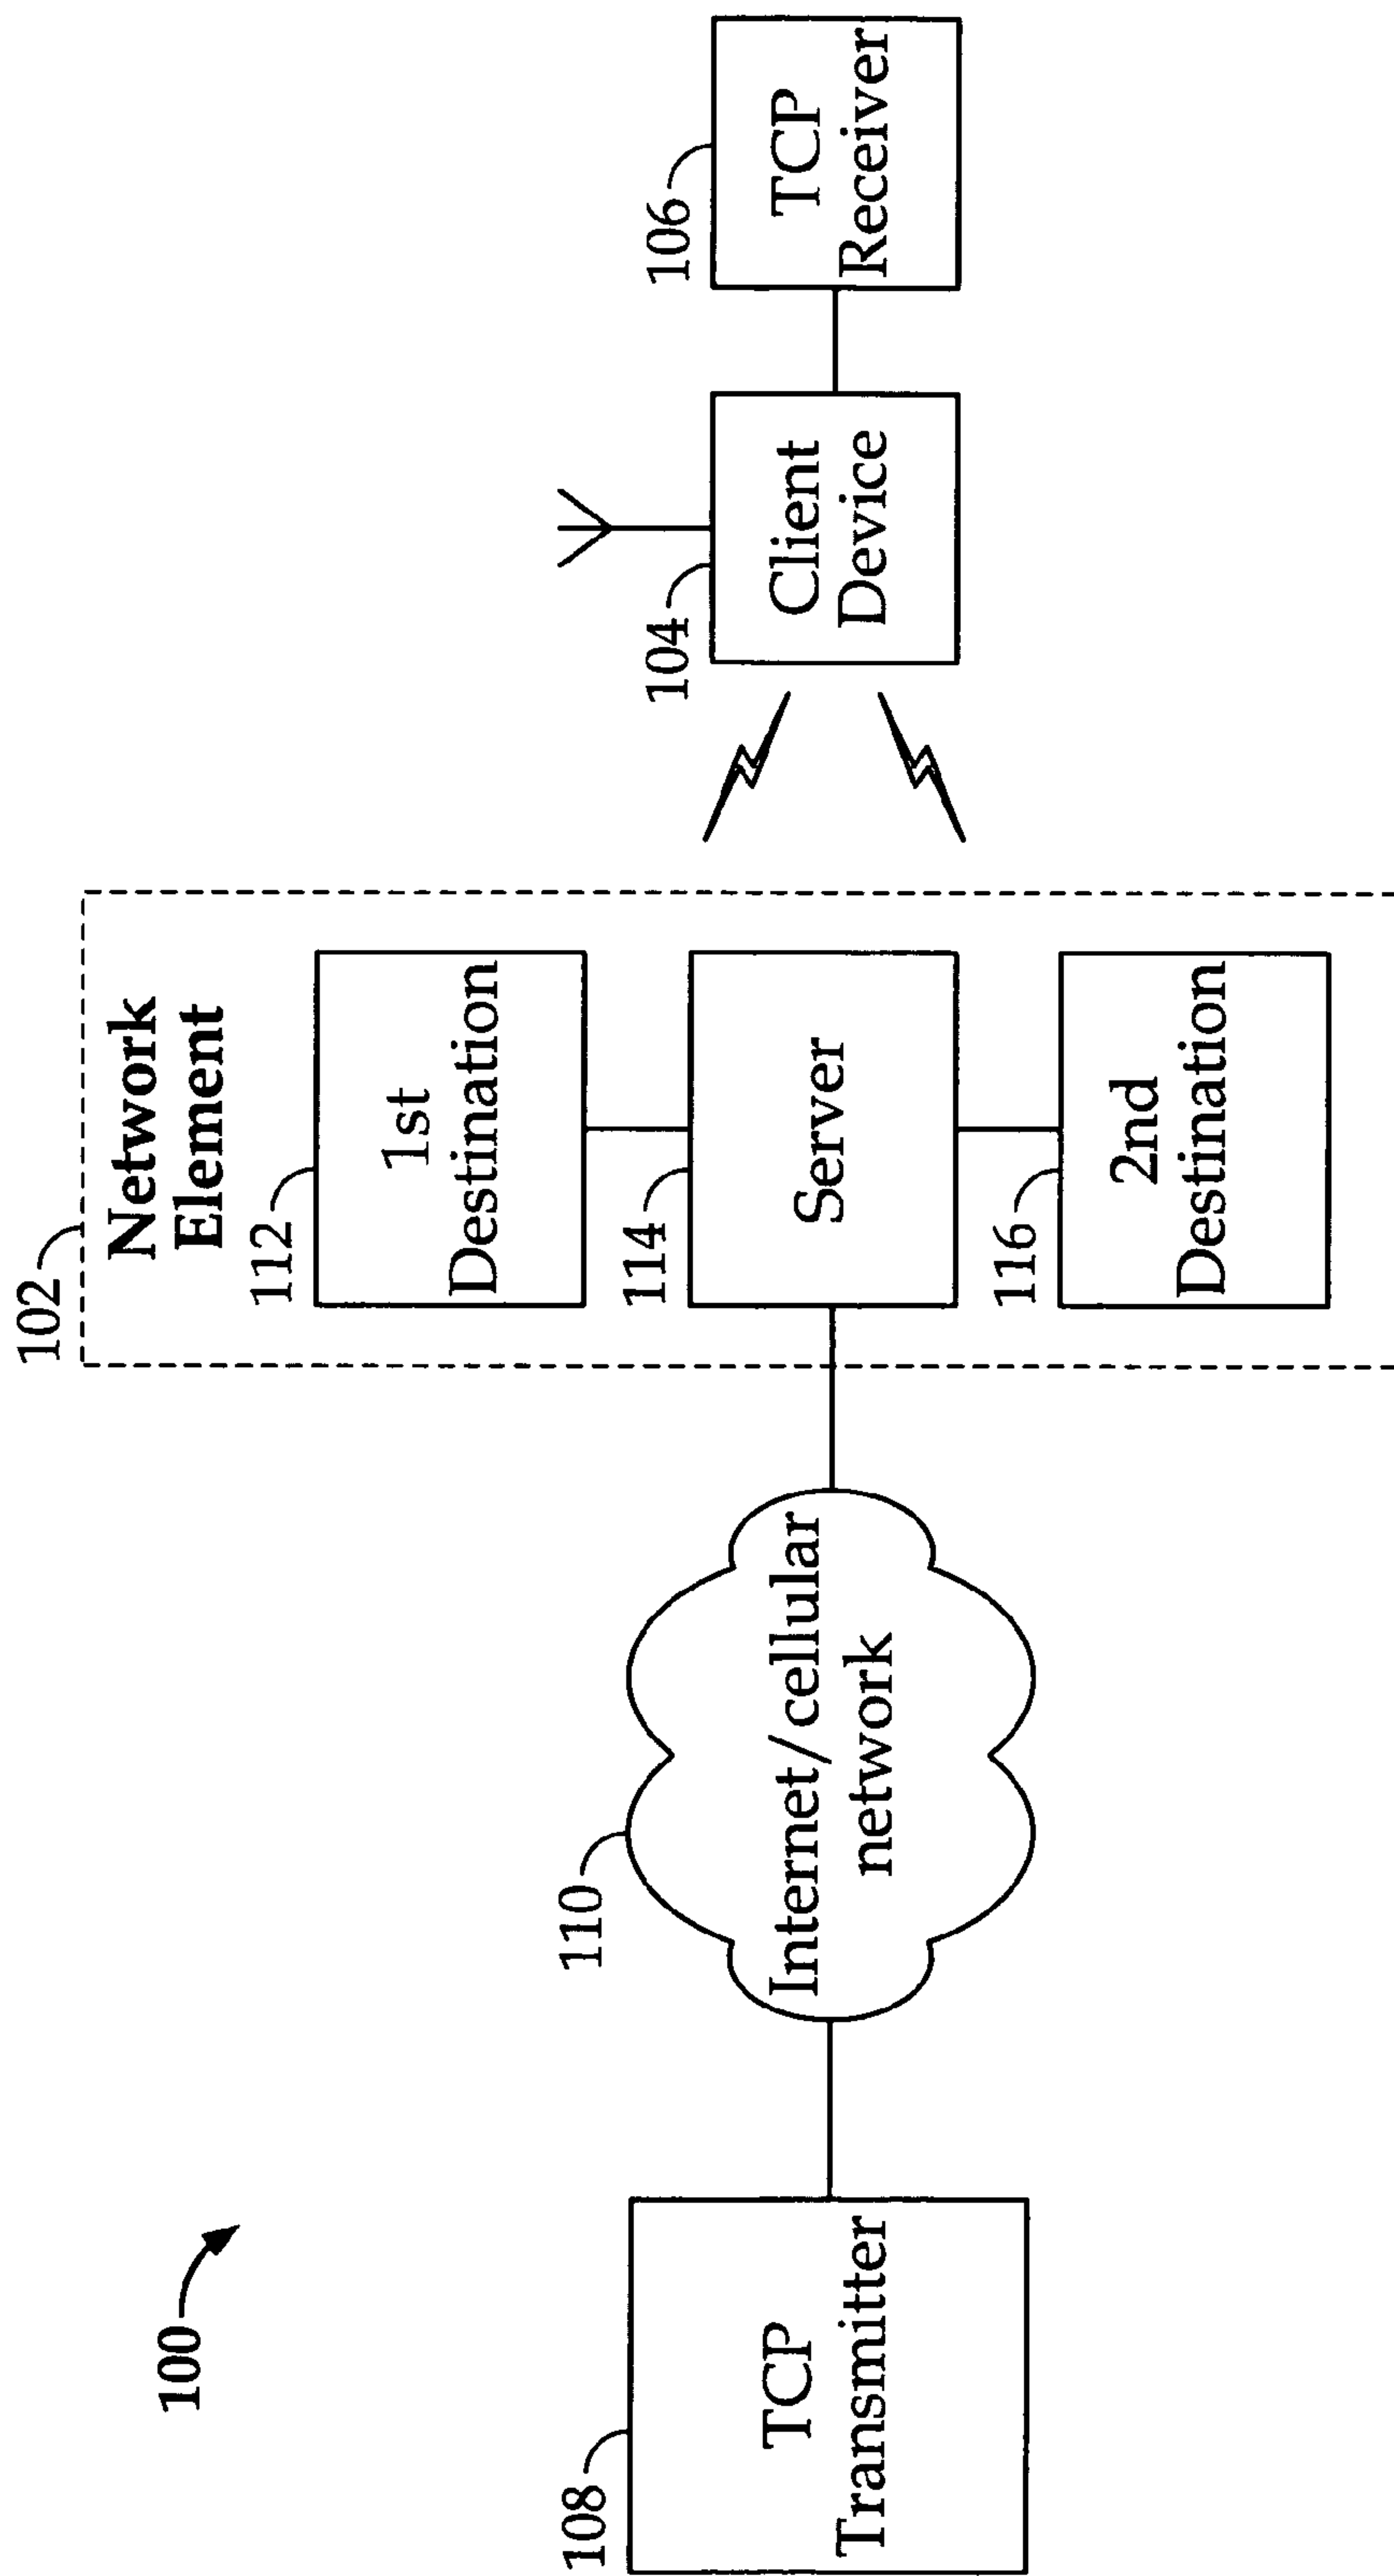 100
108
TCP
Transmitter
110
Internet/cellular
network
102
Network
Element
112
1st
Destination
114
Server
116
2nd
Destination
104
Client
Device
106
TCP
Receiver